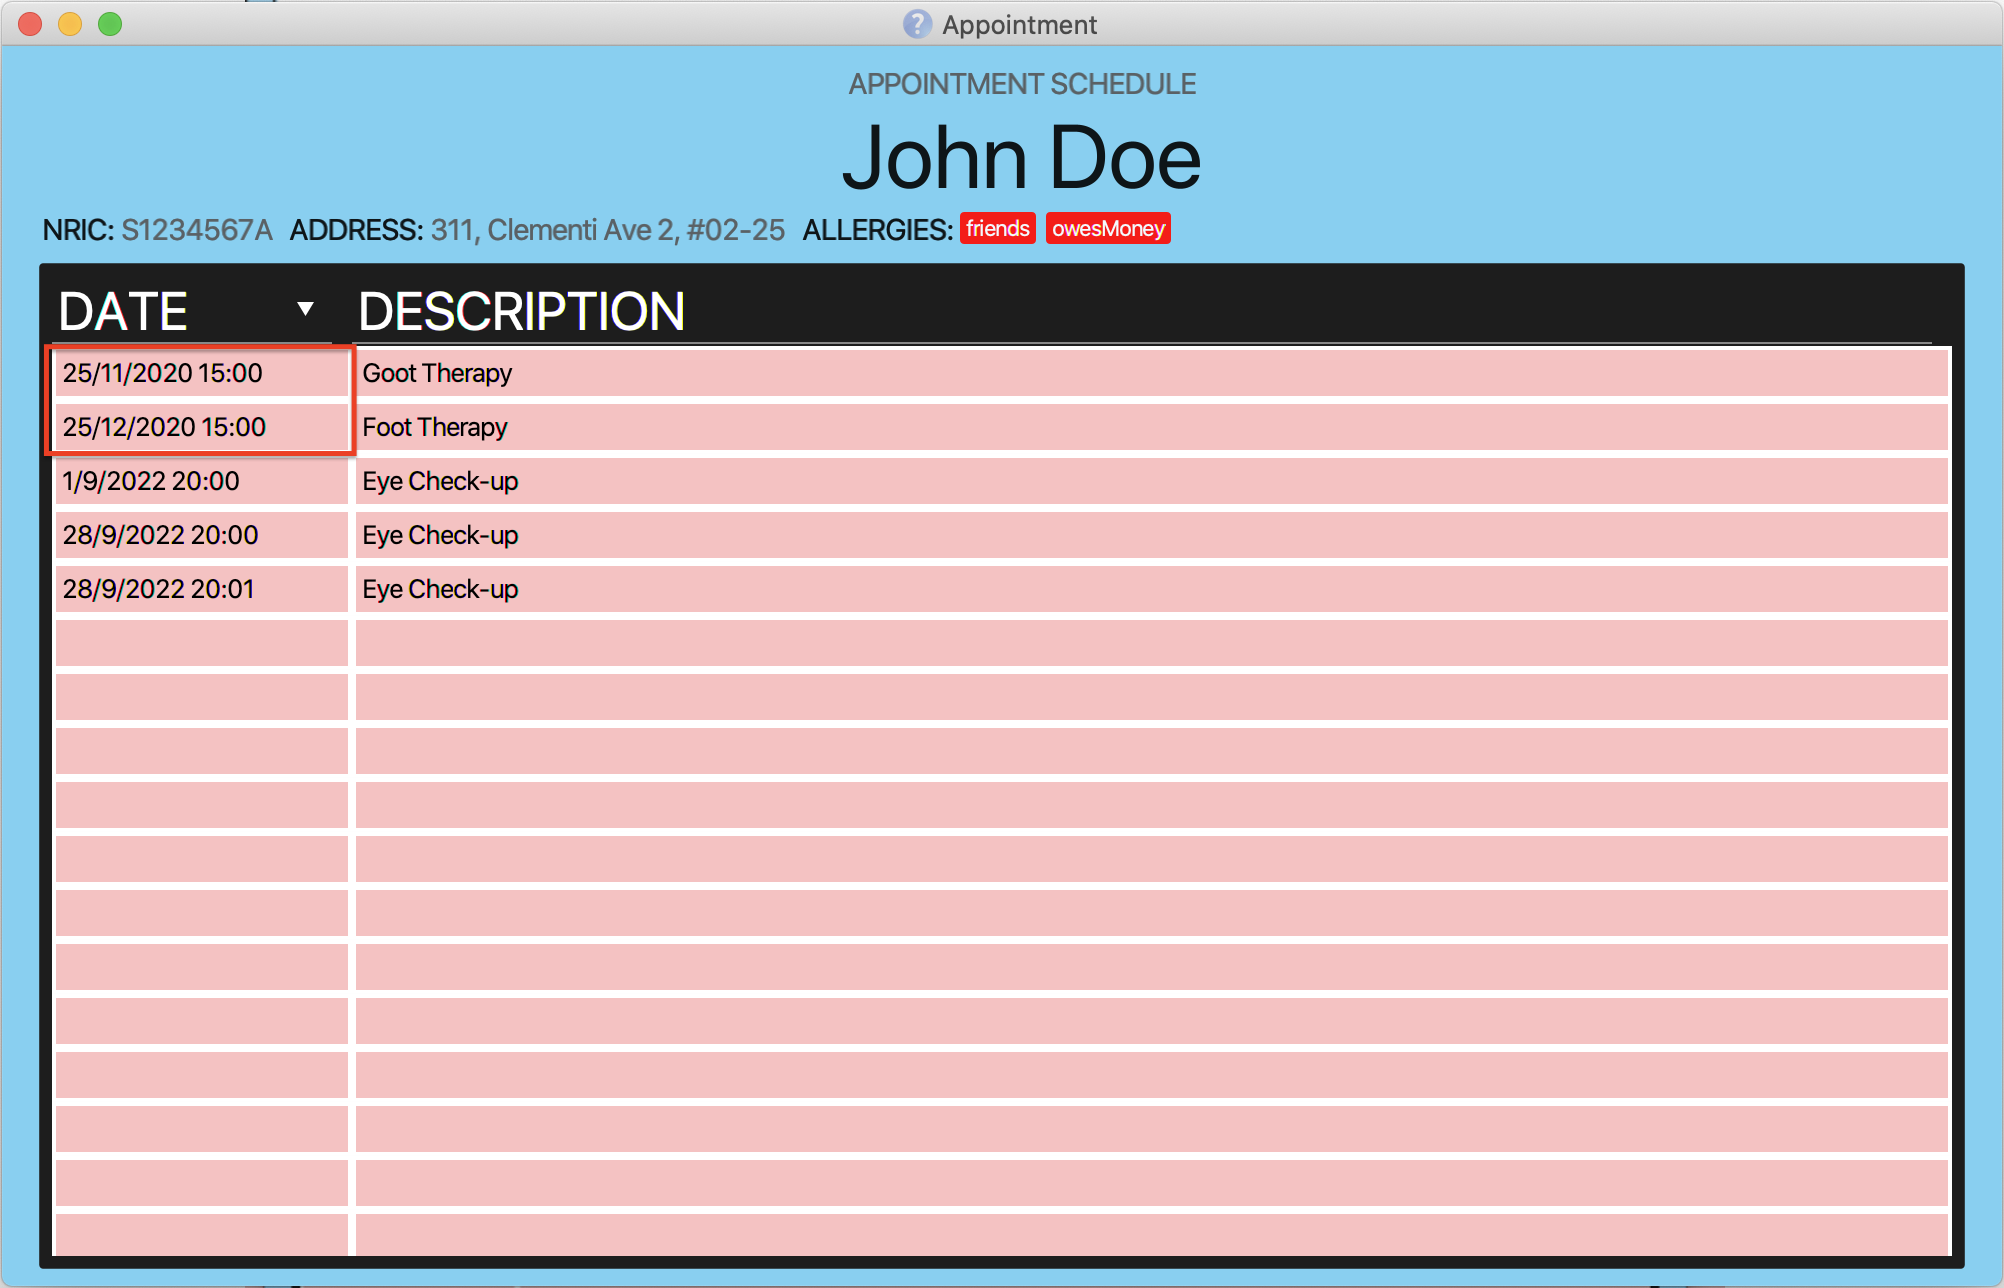 Appointment
APPOINTMENT SCHEDULE
John Doe
NRIC: S1234567A ADDRESS: 311, Clementi Ave 2, #02-25 ALLERGIES: friends owesMoney
DATE ▼ DESCRIPTION
25/11/2020 15:00 Goot Therapy
25/12/2020 15:00 Foot Therapy
1/9/2022 20:00 Eye Check-up
28/9/2022 20:00 Eye Check-up
28/9/2022 20:01 Eye Check-up